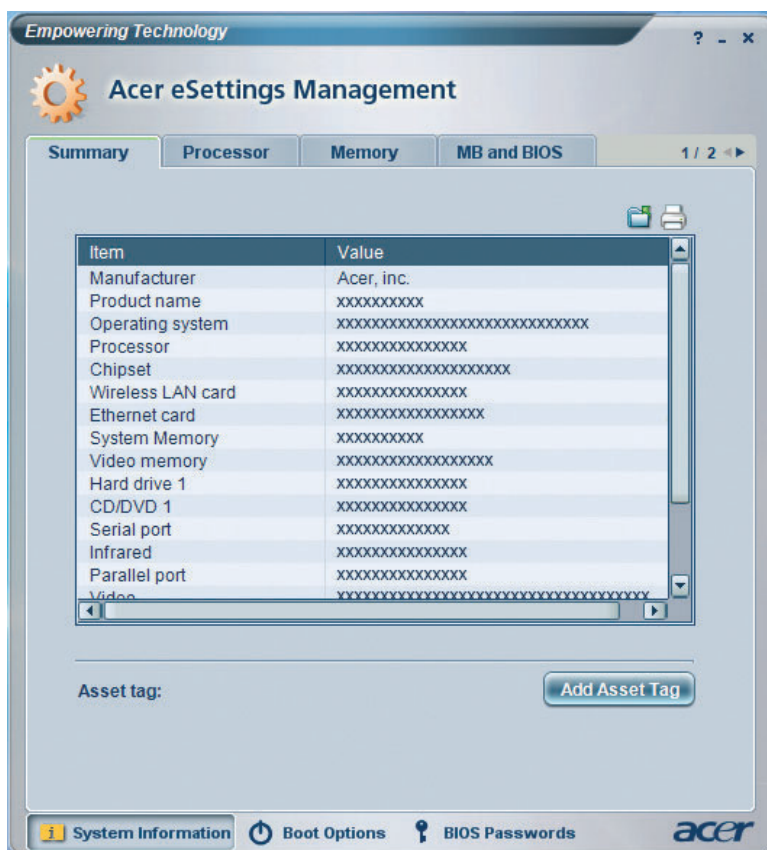 Empowering Technology
? - x
Acer eSettings Management
Summary Processor Memory MB and BIOS 1 / 2
Item Value
Manufacturer Acer, inc.
Product name xxxxxxxxxx
Operating system xxxxxxxxxxxxxxxxxxxxxxxxxxxxx
Processor xxxxxxxxxxxxxxx
Chipset xxxxxxxxxxxxxxxxxxxx
Wireless LAN card xxxxxxxxxxxxxxx
Ethernet card xxxxxxxxxxxxxxxxx
System Memory xxxxxxxxxx
Video memory xxxxxxxxxxxxxxxxxx
Hard drive 1 xxxxxxxxxxxxxxx
CD/DVD 1 xxxxxxxxxxxxxxx
Serial port xxxxxxxxxxxxx
Infrared xxxxxxxxxxxxxxx
Parallel port xxxxxxxxxxxxxxx
Video xxxxxxxxxxxxxxxxxxxxxxxxxxxxxxxxxxxx
Asset tag: Add Asset Tag
i System Information Boot Options BIOS Passwords acer